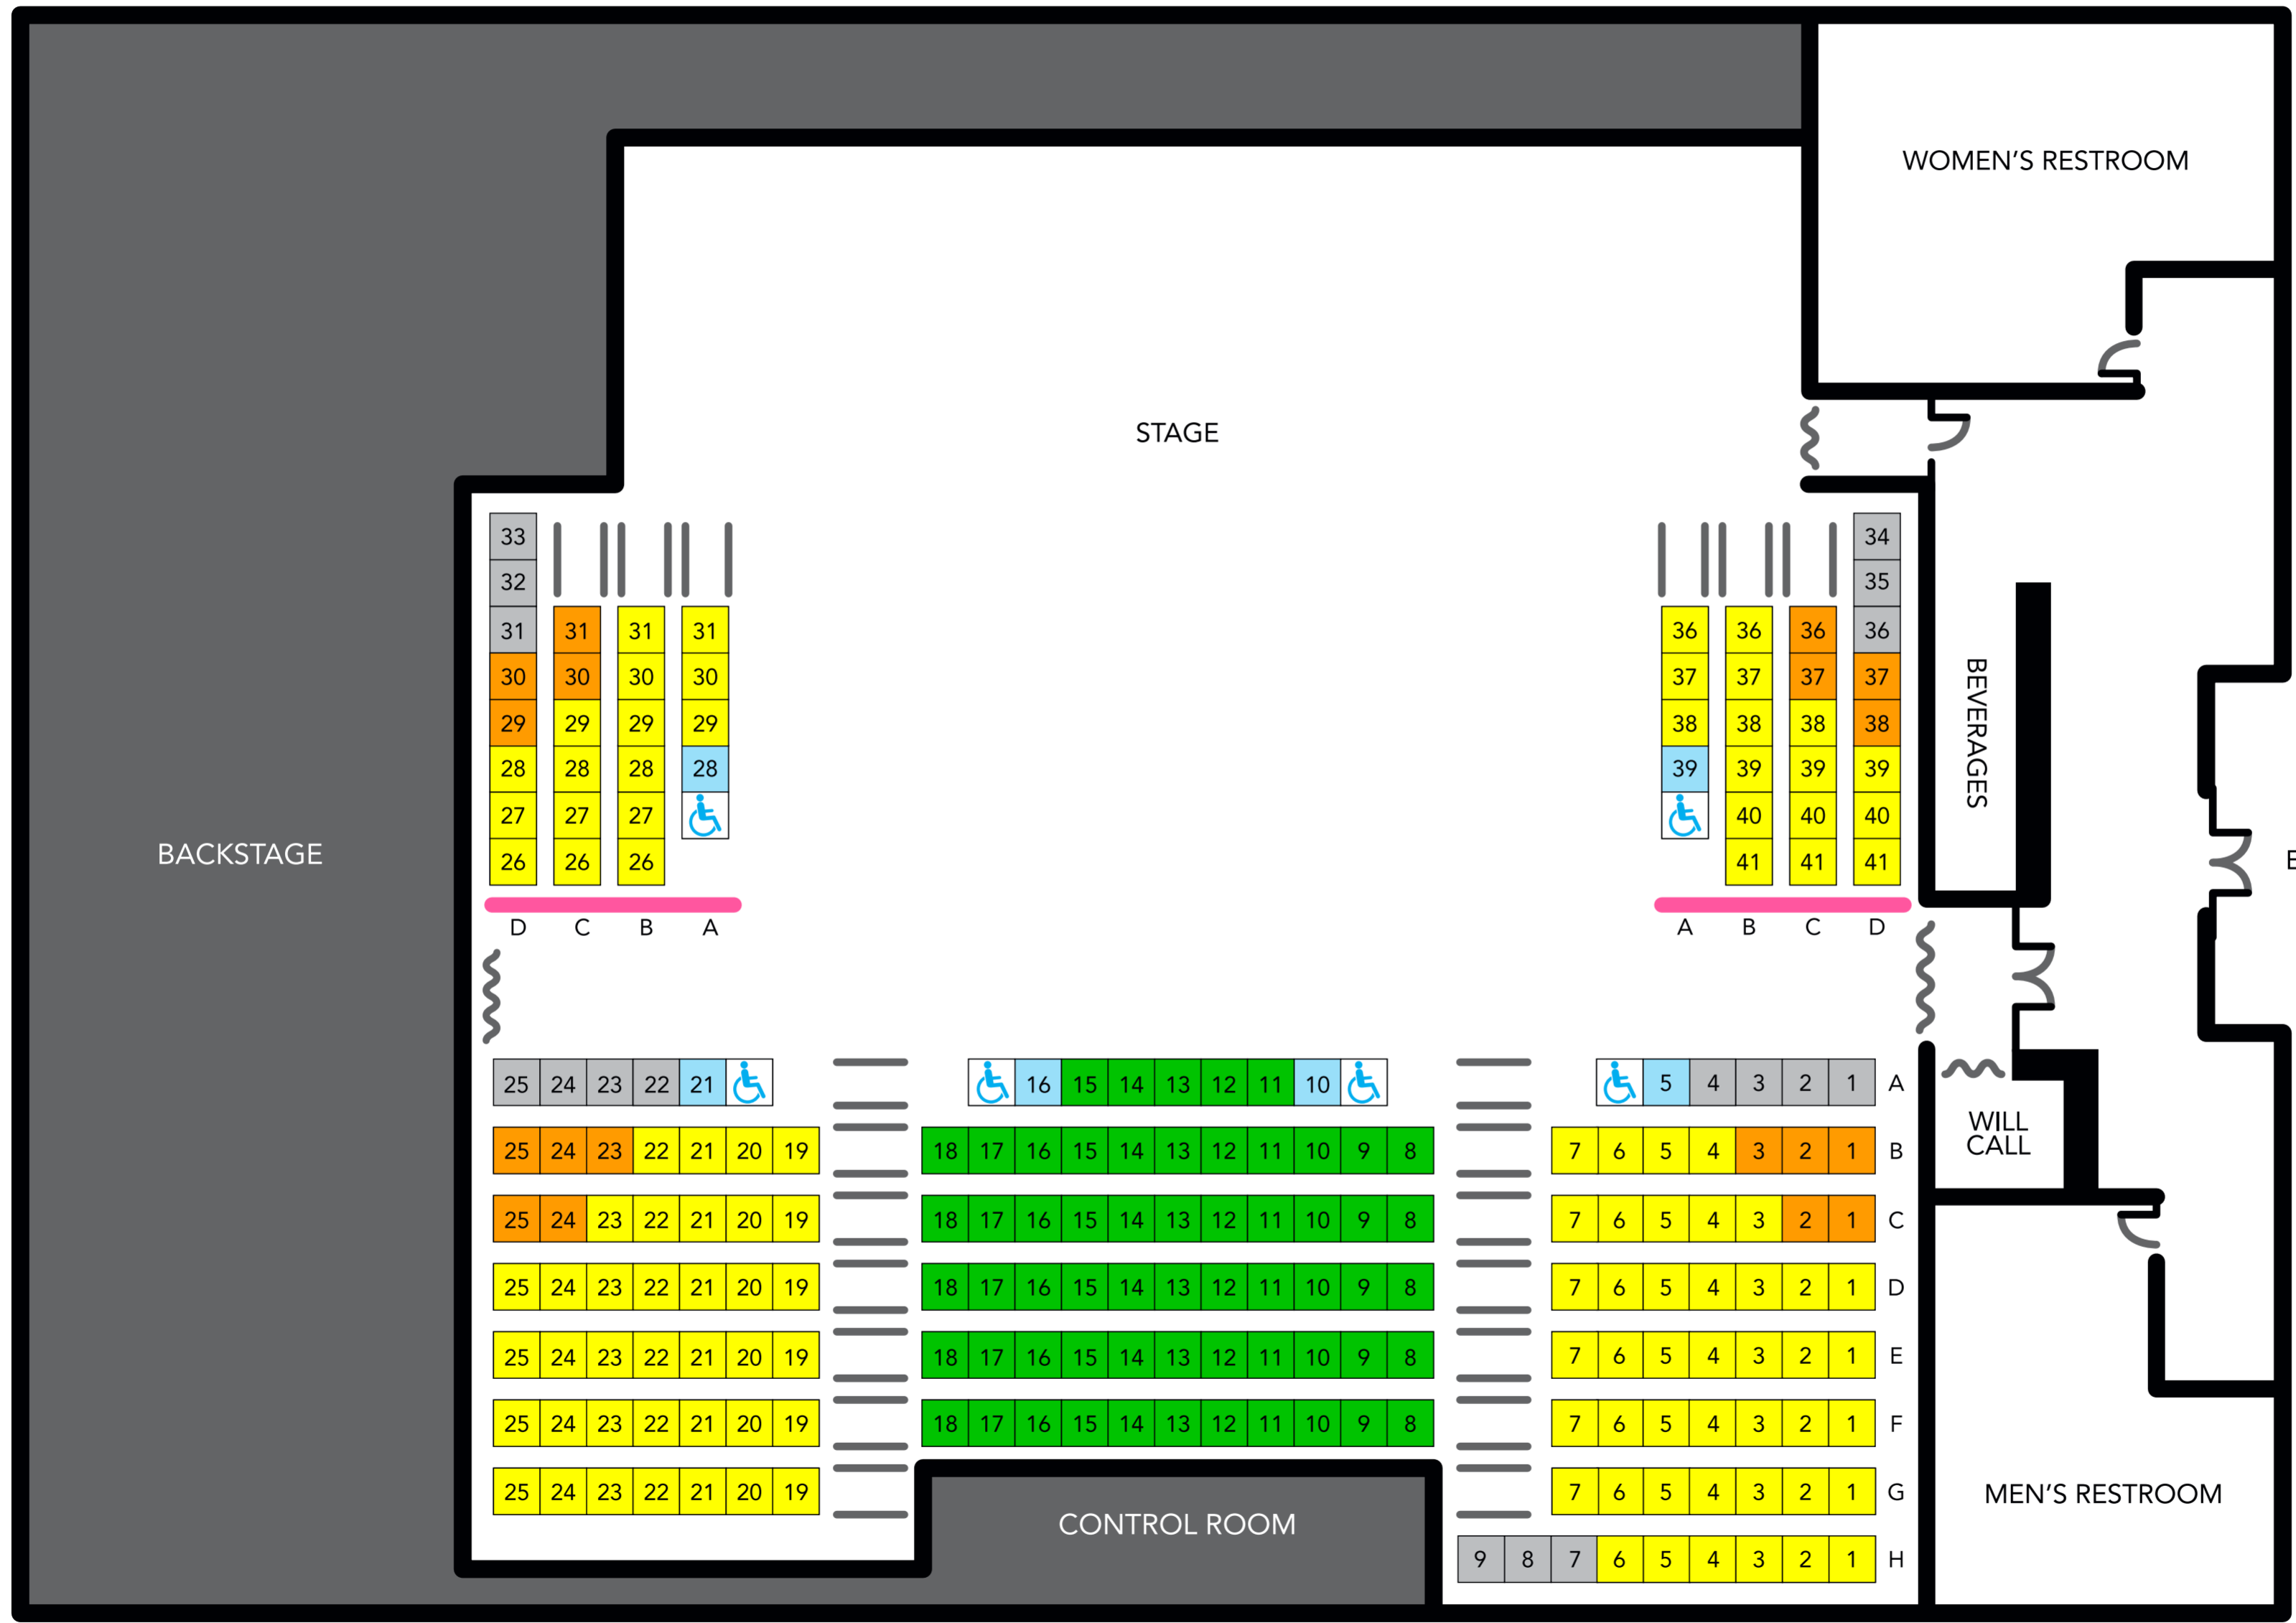 WOMEN'S RESTROOM
STAGE
33
34
32
35
31 31 31 31
36 36 36 36
30 30 30 30
37 37 37 37
29 29 29 29
38 38 38 38
28 28 28 28
39 39 39 39
27 27 27
40 40 40
26 26 26
41 41 41
BEVERAGES
BACKSTAGE
D C B A
A B C D
25 24 23 22 21 16 15 14 13 12 11 10 5 4 3 2 1 A
25 24 23 22 21 20 19 18 17 16 15 14 13 12 11 10 9 8 7 6 5 4 3 2 1 B
25 24 23 22 21 20 19 18 17 16 15 14 13 12 11 10 9 8 7 6 5 4 3 2 1 C
25 24 23 22 21 20 19 18 17 16 15 14 13 12 11 10 9 8 7 6 5 4 3 2 1 D
25 24 23 22 21 20 19 18 17 16 15 14 13 12 11 10 9 8 7 6 5 4 3 2 1 E
25 24 23 22 21 20 19 18 17 16 15 14 13 12 11 10 9 8 7 6 5 4 3 2 1 F
25 24 23 22 21 20 19 7 6 5 4 3 2 1 G
9 8 7 6 5 4 3 2 1 H
WILL
CALL
CONTROL ROOM
MEN'S RESTROOM